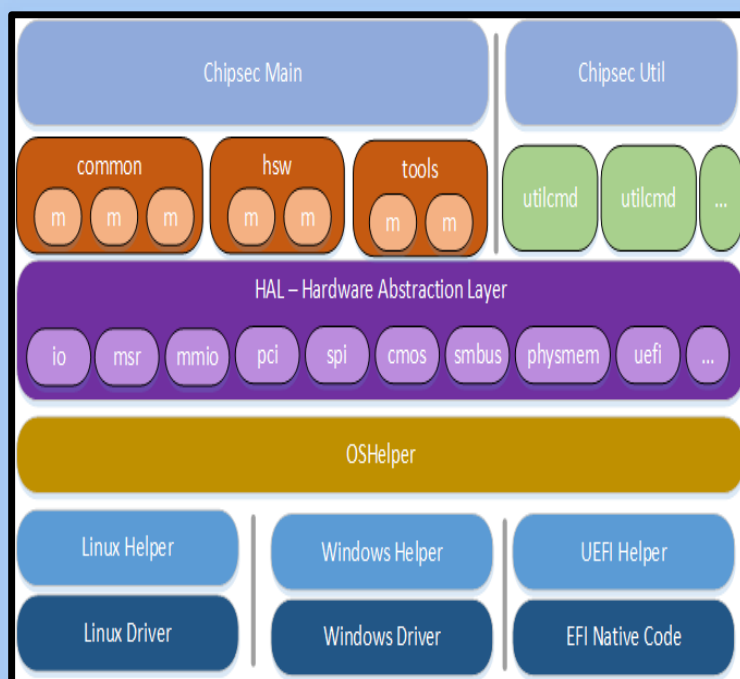 Chipsec Main
Chipsec Util
common
hsw
tools
m m m
m m
m m
utilcmd
utilcmd
...
HAL – Hardware Abstraction Layer
io msr mmio pci spi cmos smbus physmem uefi ...
OSHelper
Linux Helper
Windows Helper
UEFI Helper
Linux Driver
Windows Driver
EFI Native Code